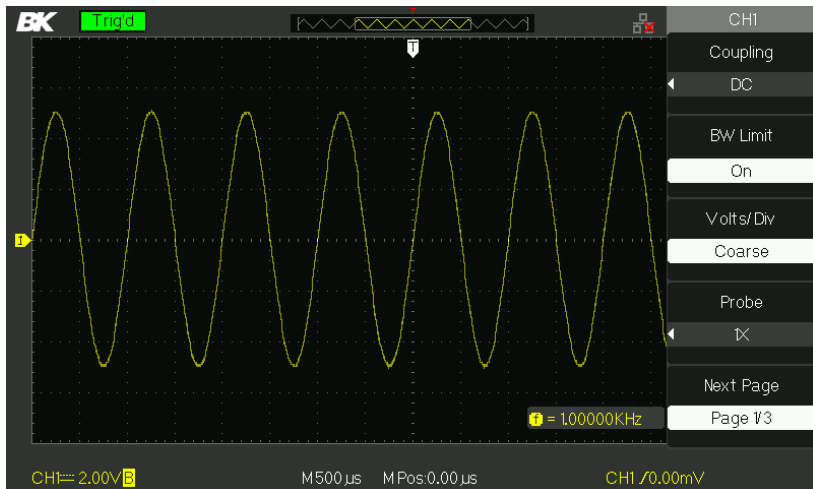 BK Trig'd CH1
T
Coupling
DC
BW Limit
On
Volts/Div
Coarse
Probe
1X
Next Page
Page 1/3
1
f = 1.00000KHz
CH1 2.00V B M 500µs M Pos:0.00µs CH1 /0.00mV